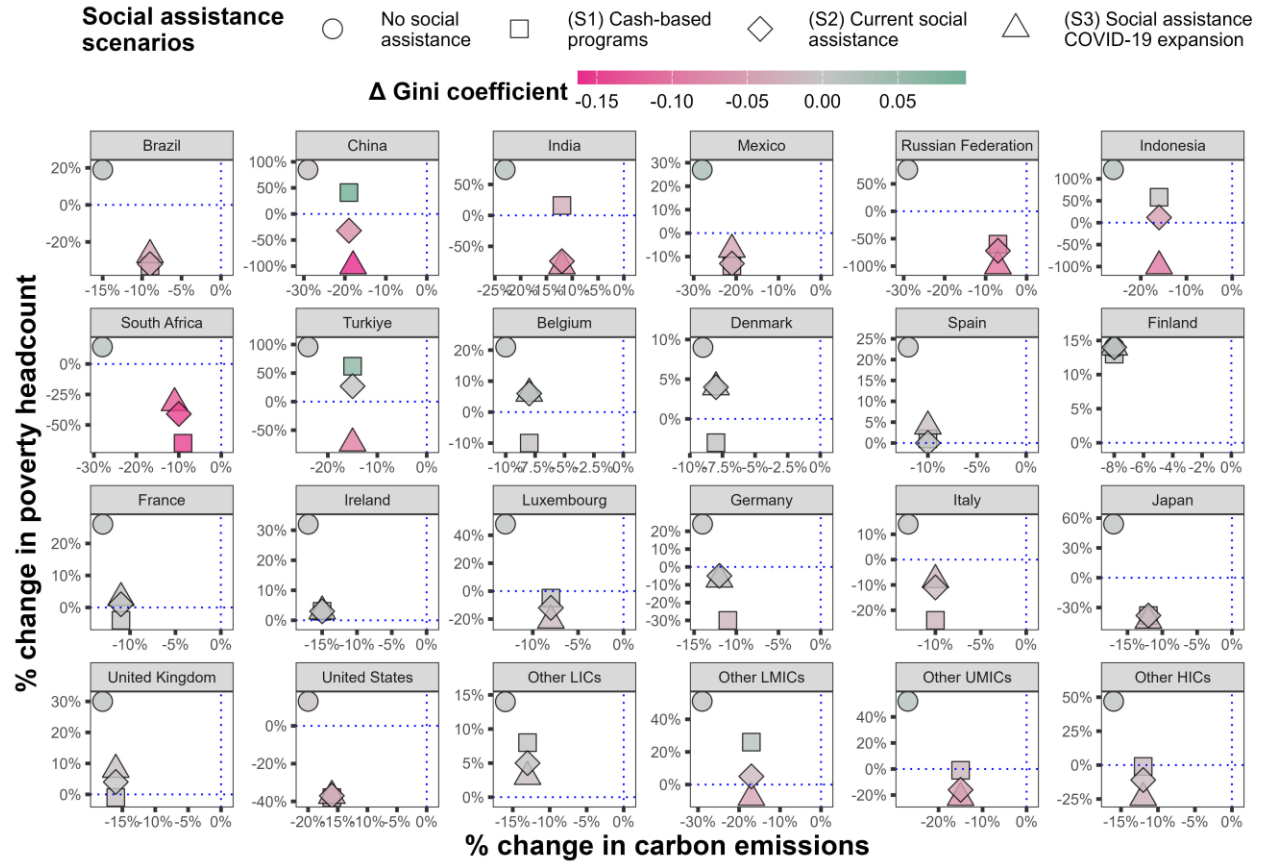 Social assistance scenarios
No social assistance
(S1) Cash-based programs
(S2) Current social assistance
(S3) Social assistance COVID-19 expansion
Δ Gini coefficient
-0.15 -0.10 -0.05 0.00 0.05
% change in poverty headcount
Brazil China India Mexico Russian Federation Indonesia
20% 0% -20%
-15% -10% -5% 0%
100% 50% 0% -50% -100%
-30% -20% -10% 0%
50% 0% -50%
-25% -20% -15% -10% -5% 0%
30% 20% 10% 0% -10%
-30% -20% -10% 0%
50% 0% -50% -100%
-30% -20% -10% 0%
100% 50% 0% -50% -100%
-20% -10% 0%
South Africa Turkiye Belgium Denmark Spain Finland
0% -25% -50%
-30% -20% -10% 0%
100% 50% 0% -50%
-20% -10% 0%
20% 10% 0% -10%
-10% -7.5% -5% -2.5% 0%
10% 5% 0%
-10% -7.5% -5% -2.5% 0%
25% 20% 15% 10% 5% 0%
-10% -5% 0%
15% 10% 5% 0%
-8% -6% -4% -2% 0%
France Ireland Luxembourg Germany Italy Japan
20% 10% 0%
-10% -5% 0%
30% 20% 10% 0%
-15% -10% -5% 0%
40% 20% 0% -20%
-10% -5% 0%
20% 10% 0% -10% -20% -30%
-15% -10% -5% 0%
10% 0% -10% -20%
-10% -5% 0%
60% 30% 0% -30%
-15% -10% -5% 0%
United Kingdom United States Other LICs Other LMICs Other UMICs Other HICs
30% 20% 10% 0%
-15% -10% -5% 0%
0% -20% -40%
-20% -15% -10% -5% 0%
15% 10% 5% 0%
-15% -10% -5% 0%
40% 20% 0%
-30% -20% -10% 0%
40% 20% 0% -20%
-20% -10% 0%
50% 25% 0% -25%
-15% -10% -5% 0%
% change in carbon emissions